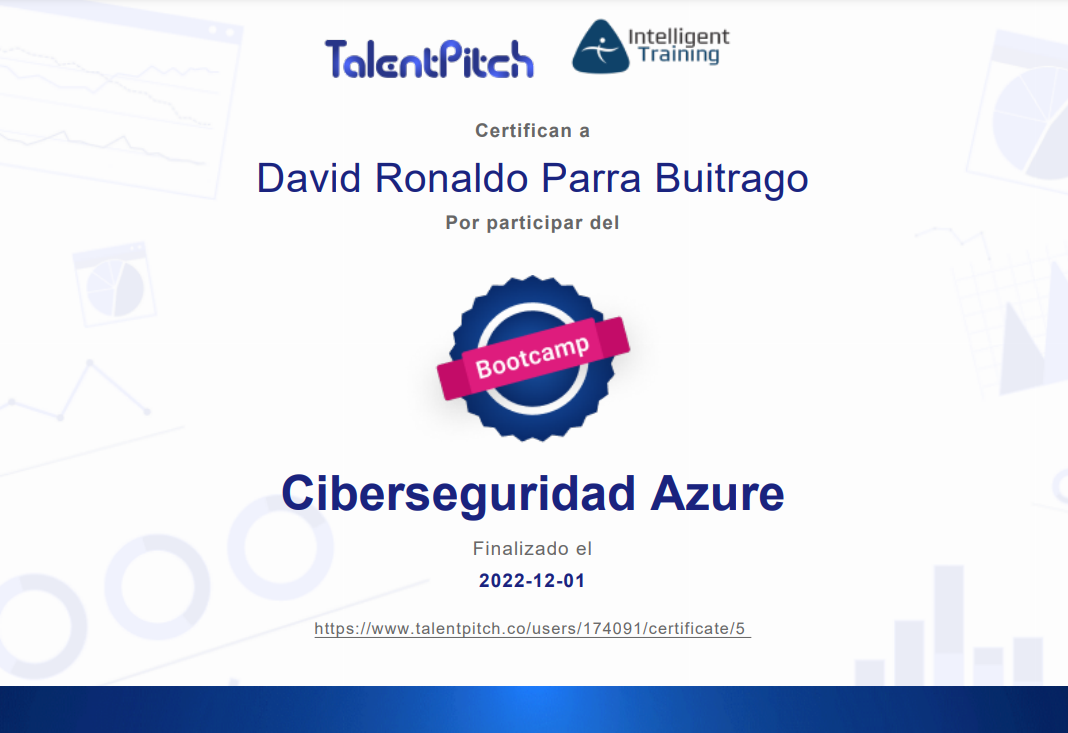 TalentPitch
Intelligent
Training
Certifican a
David Ronaldo Parra Buitrago
Por participar del
Bootcamp
Ciberseguridad Azure
Finalizado el
2022-12-01
https://www.talentpitch.co/users/174091/certificate/5